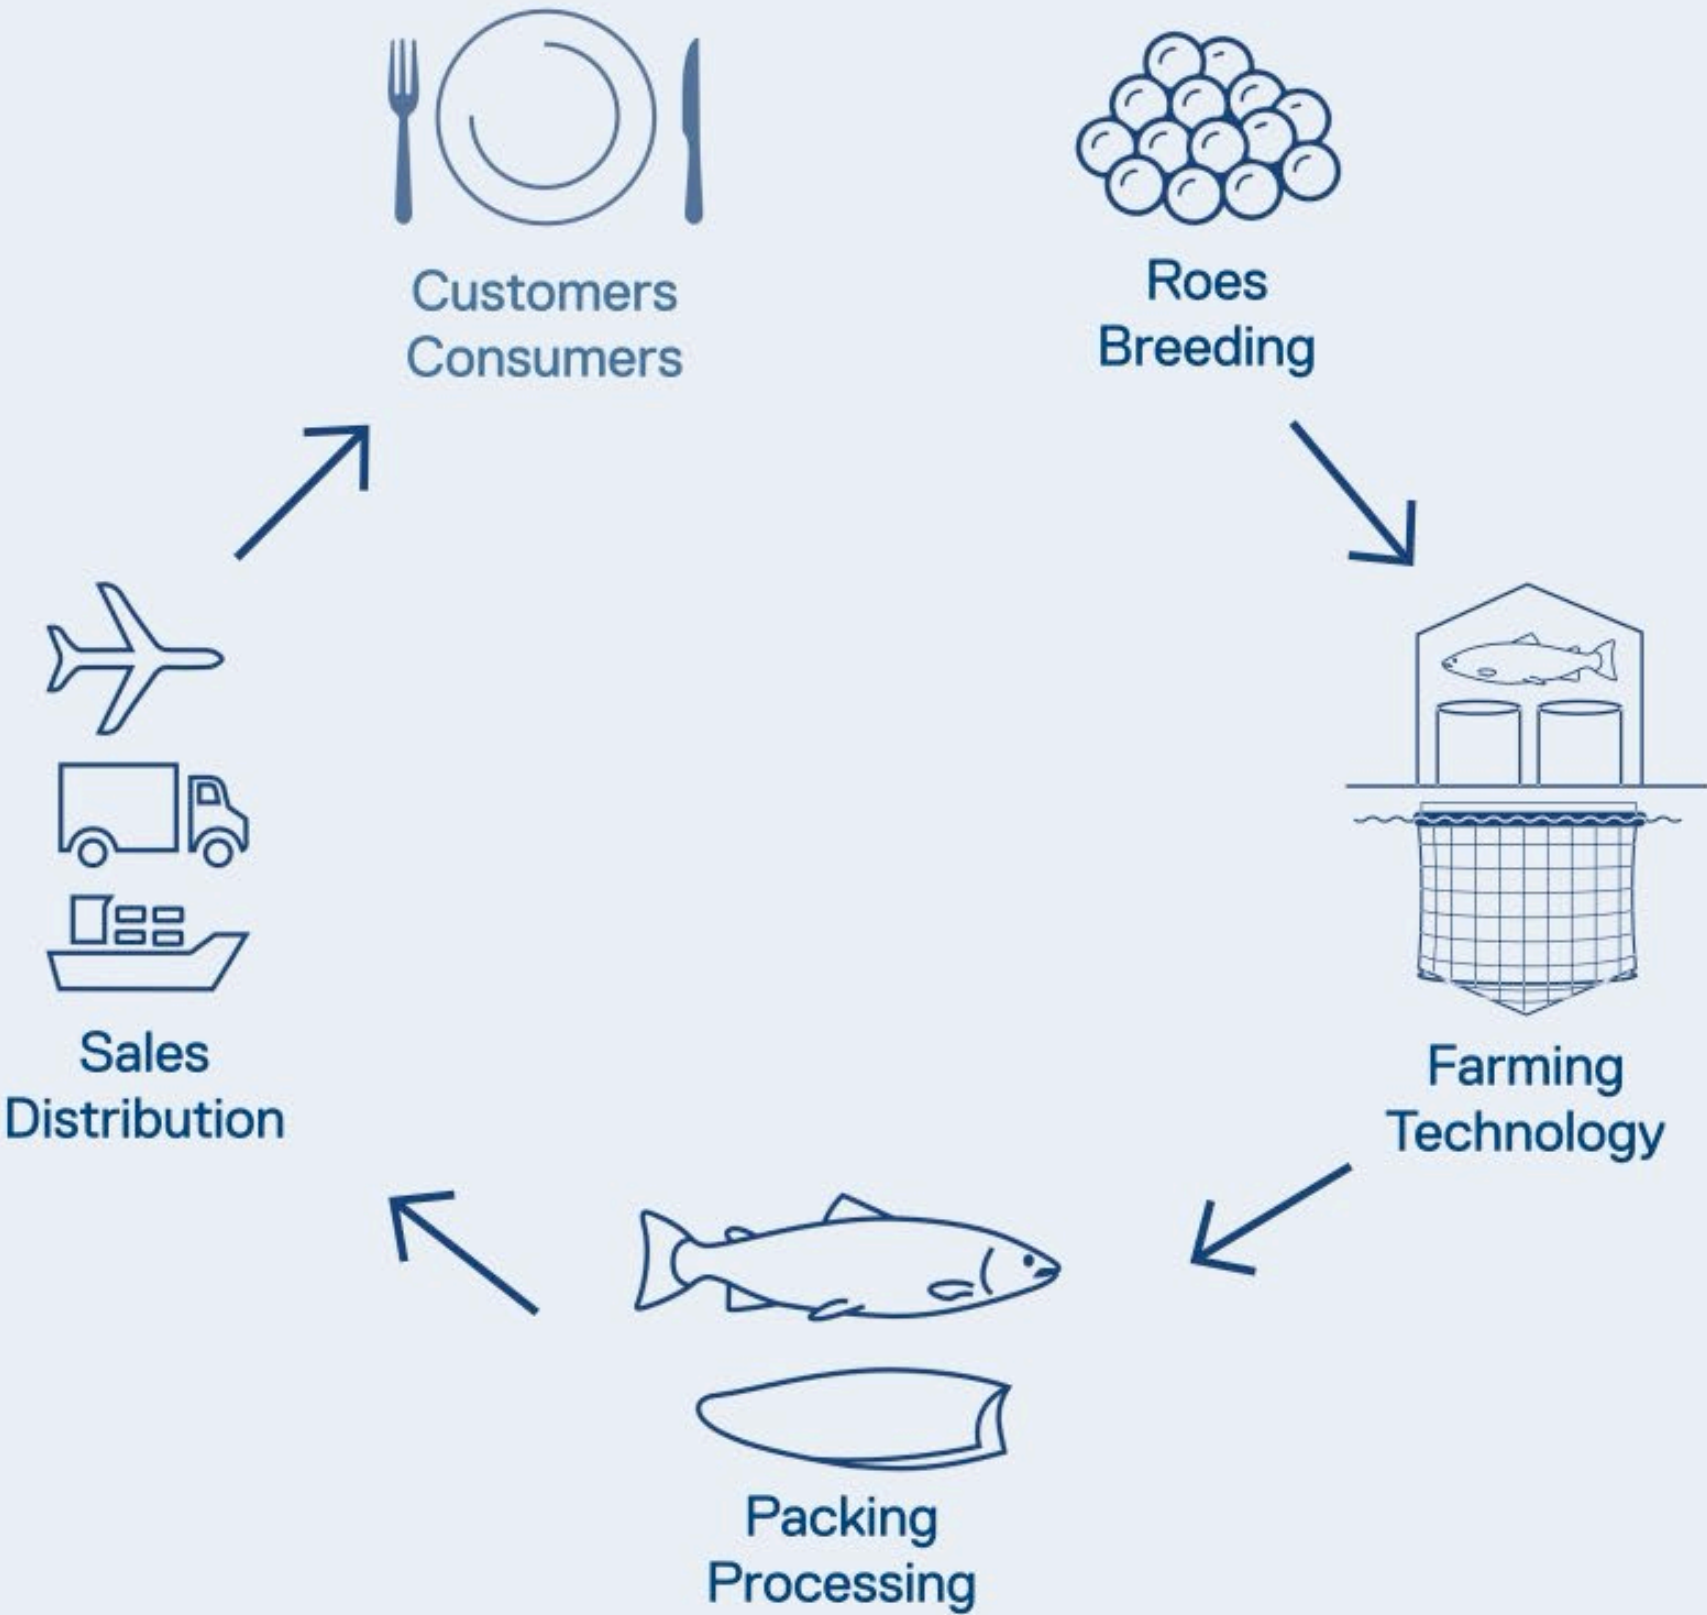 Customers
Consumers
Roes
Breeding
Sales
Distribution
Farming
Technology
Packing
Processing